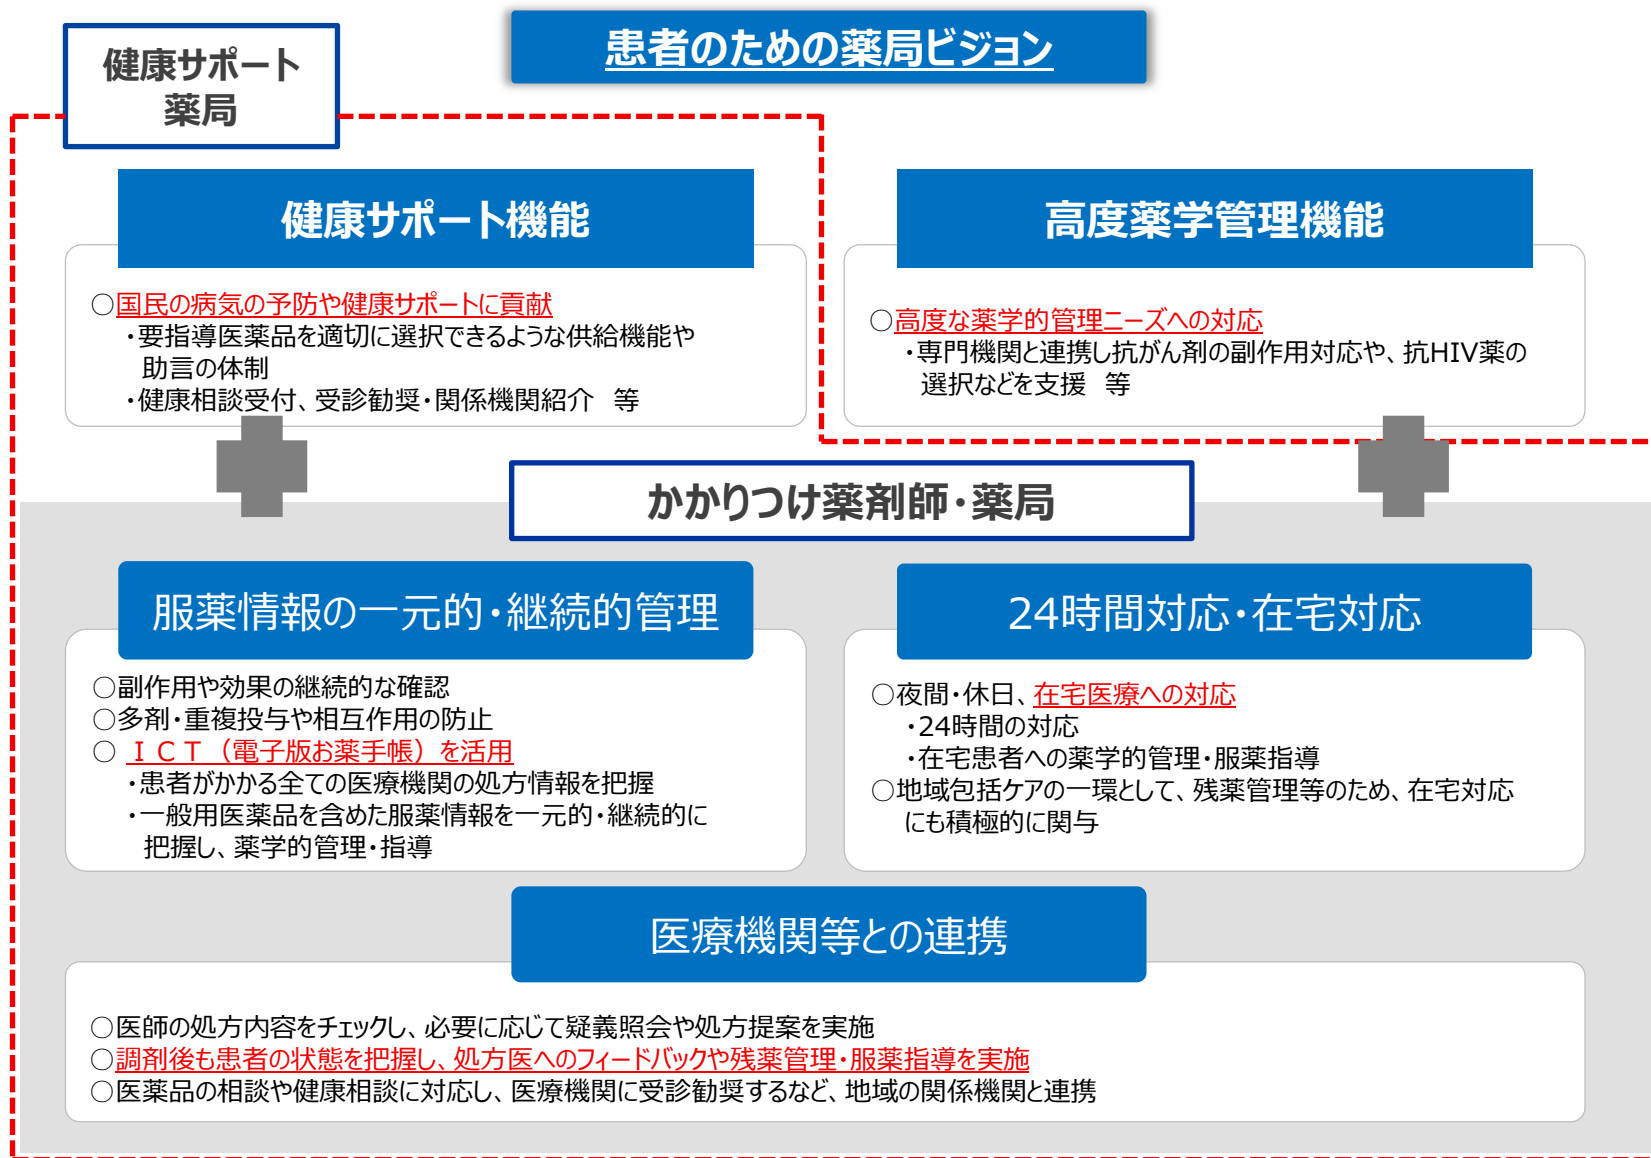 患者のための薬局ビジョン
健康サポート
薬局
健康サポート機能
○国民の病気の予防や健康サポートに貢献
・要指導医薬品を適切に選択できるような供給機能や
助言の体制
・健康相談受付、受診勧奨・関係機関紹介 等
高度薬学管理機能
○高度な薬学的管理ニーズへの対応
・専門機関と連携し抗がん剤の副作用対応や、抗HIV薬の
選択などを支援 等
かかりつけ薬剤師・薬局
服薬情報の一元的・継続的管理
○副作用や効果の継続的な確認
○多剤・重複投与や相互作用の防止
○ ＩＣＴ（電子版お薬手帳）を活用
・患者がかかる全ての医療機関の処方情報を把握
・一般用医薬品を含めた服薬情報を一元的・継続的に
把握し、薬学的管理・指導
24時間対応・在宅対応
○夜間・休日、在宅医療への対応
・24時間の対応
・在宅患者への薬学的管理・服薬指導
○地域包括ケアの一環として、残薬管理等のため、在宅対応
にも積極的に関与
医療機関等との連携
○医師の処方内容をチェックし、必要に応じて疑義照会や処方提案を実施
○調剤後も患者の状態を把握し、処方医へのフィードバックや残薬管理・服薬指導を実施
○医薬品の相談や健康相談に対応し、医療機関に受診勧奨するなど、地域の関係機関と連携